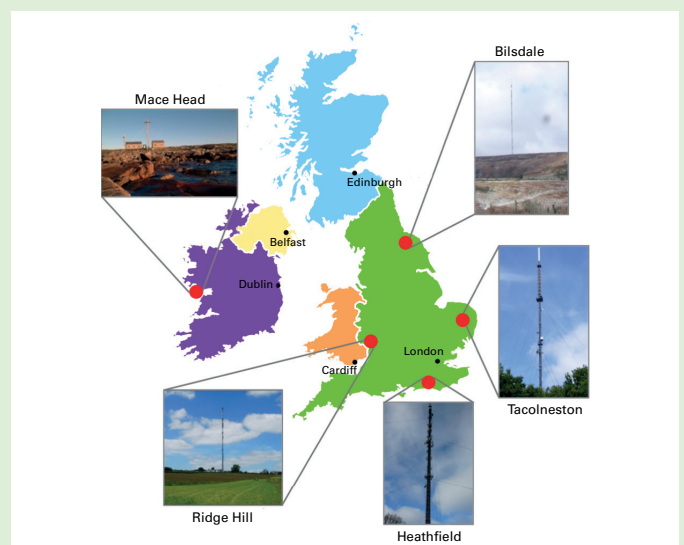 Bilsdale
Mace Head
Edinburgh
Belfast
Dublin
London
Cardiff
Tacolneston
Ridge Hill
Heathfield